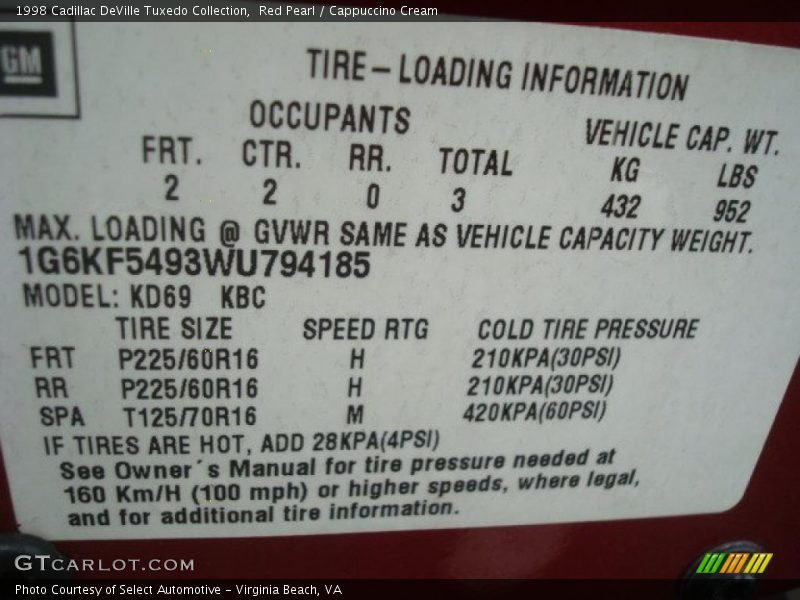 1998 Cadillac DeVille Tuxedo Collection,  Red Pearl / Cappuccino Cream
GM
TIRE-LOADING INFORMATION
OCCUPANTS VEHICLE CAP. WT.
FRT. CTR. RR. TOTAL KG LBS
2 2 0 3 432 952
MAX. LOADING @ GVWR SAME AS VEHICLE CAPACITY WEIGHT.
1G6KF5493WU794185
MODEL: KD69 KBC
TIRE SIZE SPEED RTG COLD TIRE PRESSURE
FRT P225/60R16 H 210KPA(30PSI)
RR P225/60R16 H 210KPA(30PSI)
SPA T125/70R16 M 420KPA(60PSI)
IF TIRES ARE HOT, ADD 28KPA(4PSI)
See Owner´s Manual for tire pressure needed at
160 Km/H (100 mph) or higher speeds, where legal,
and for additional tire information.
GTCARLOT.COM
Photo Courtesy of Select Automotive - Virginia Beach, VA